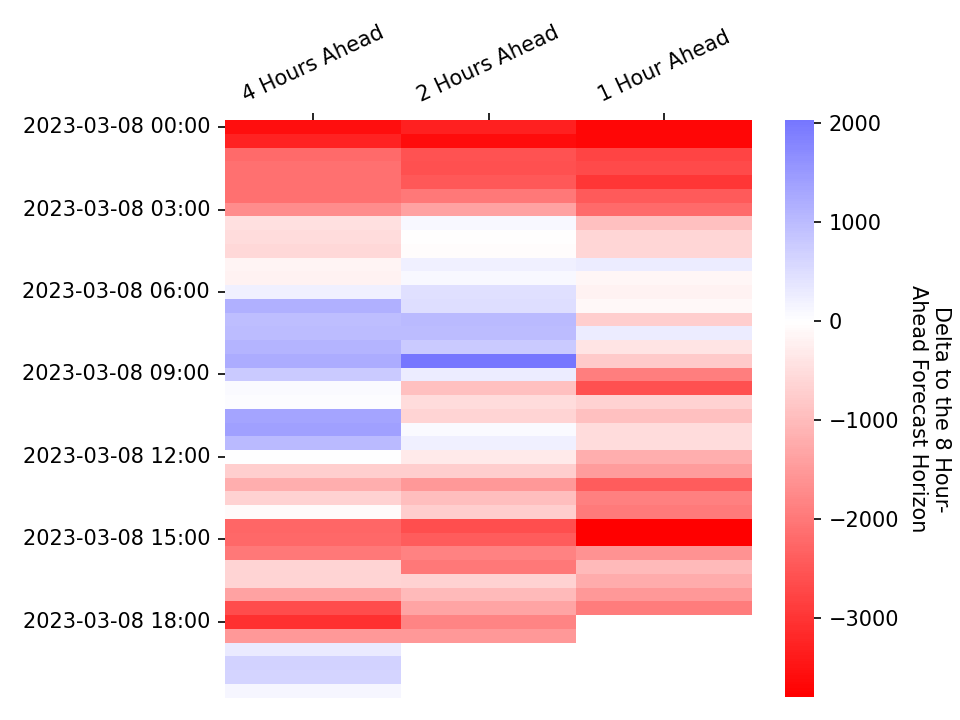 4 Hours Ahead
2 Hours Ahead
1 Hour Ahead
2023-03-08 00:00
2023-03-08 03:00
2023-03-08 06:00
2023-03-08 09:00
2023-03-08 12:00
2023-03-08 15:00
2023-03-08 18:00
2000
1000
0
−1000
−2000
−3000
Delta to the 8 Hour-
Ahead Forecast Horizon